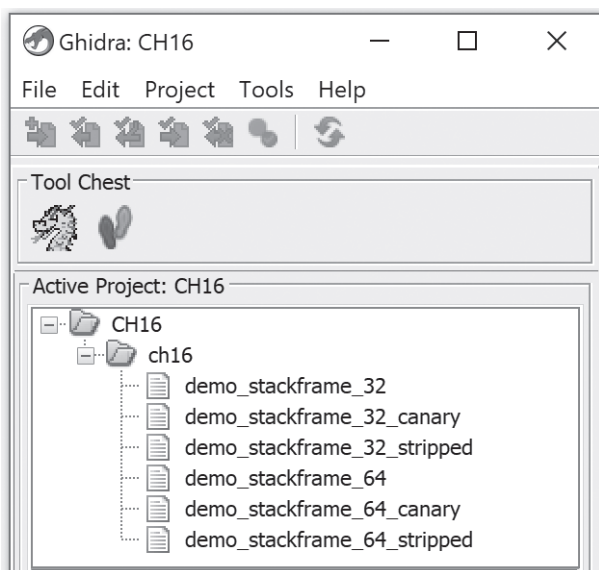 Ghidra: CH16
File Edit Project Tools Help
Tool Chest
Active Project: CH16
CH16
ch16
demo_stackframe_32
demo_stackframe_32_canary
demo_stackframe_32_stripped
demo_stackframe_64
demo_stackframe_64_canary
demo_stackframe_64_stripped